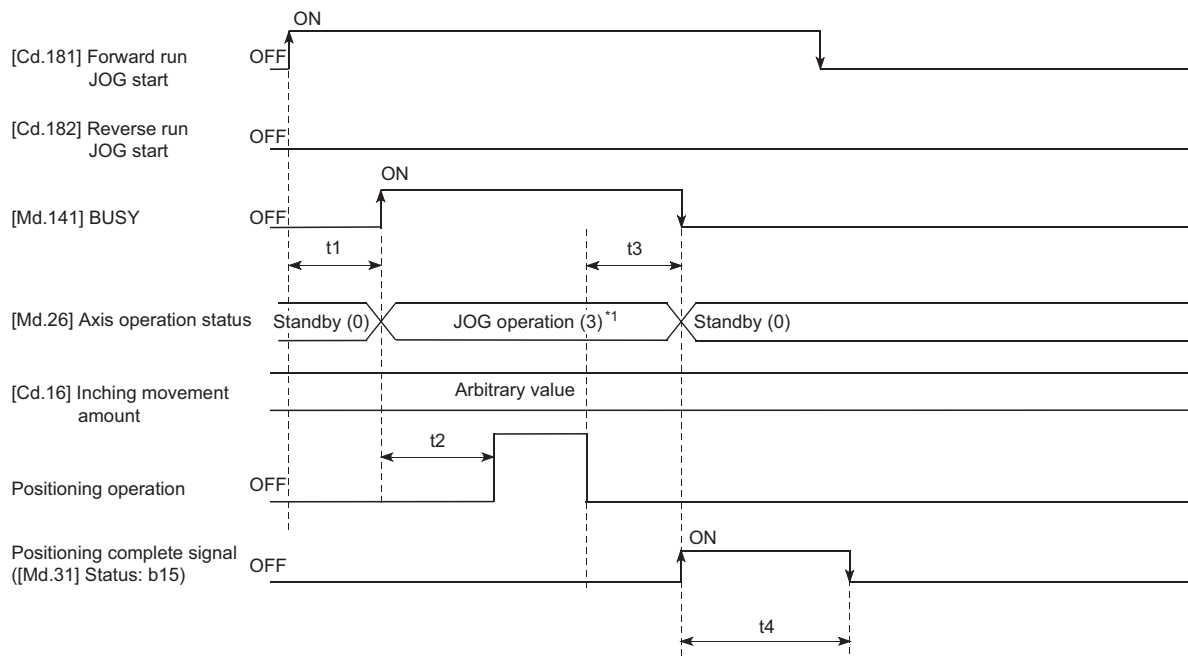 ON
[Cd.181] Forward run
JOG start
OFF
[Cd.182] Reverse run
JOG start
OFF
ON
[Md.141] BUSY
OFF
t1
t3
[Md.26] Axis operation status
Standby (0)
JOG operation (3)*1
Standby (0)
[Cd.16] Inching movement
amount
Arbitrary value
t2
Positioning operation
OFF
Positioning complete signal
([Md.31] Status: b15)
OFF
ON
t4